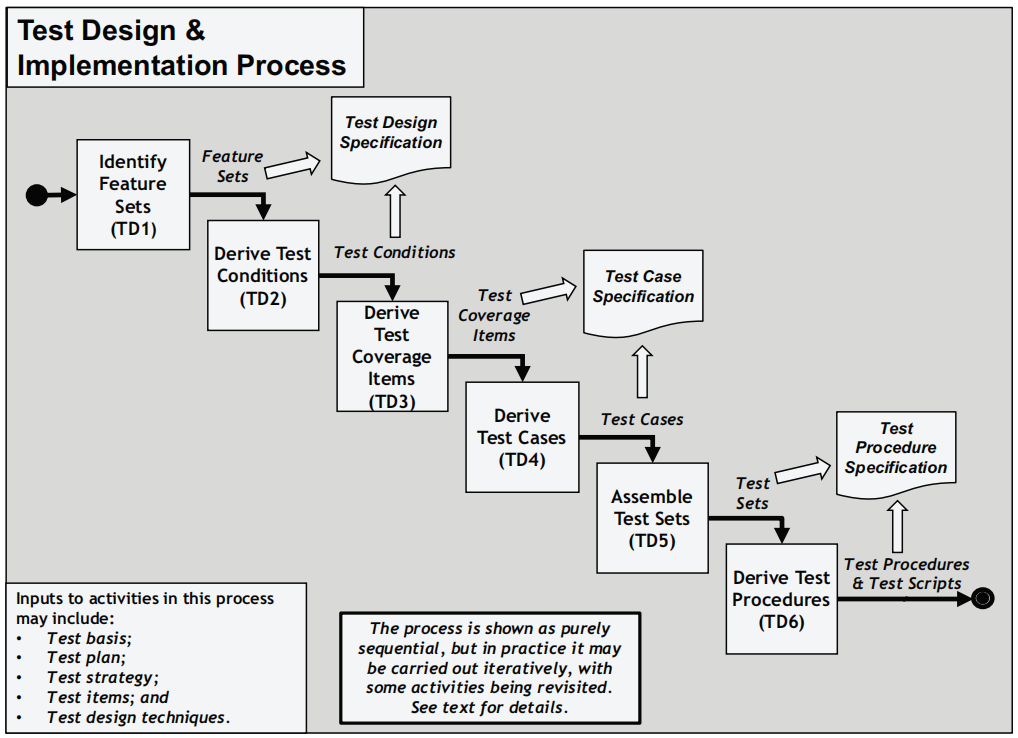 Test Design &
Implementation Process
Identify
Feature
Sets
(TD1)
Feature
Sets
Test Design
Specification
Derive Test
Conditions
(TD2)
Test Conditions
Derive
Test
Coverage
Items
(TD3)
Test
Coverage
Items
Test Case
Specification
Derive
Test Cases
(TD4)
Test Cases
Assemble
Test Sets
(TD5)
Test
Sets
Test
Procedure
Specification
Derive Test
Procedures
(TD6)
Test Procedures
& Test Scripts
Inputs to activities in this process
may include:
• Test basis;
• Test plan;
• Test strategy;
• Test items; and
• Test design techniques.
The process is shown as purely
sequential, but in practice it may
be carried out iteratively, with
some activities being revisited.
See text for details.